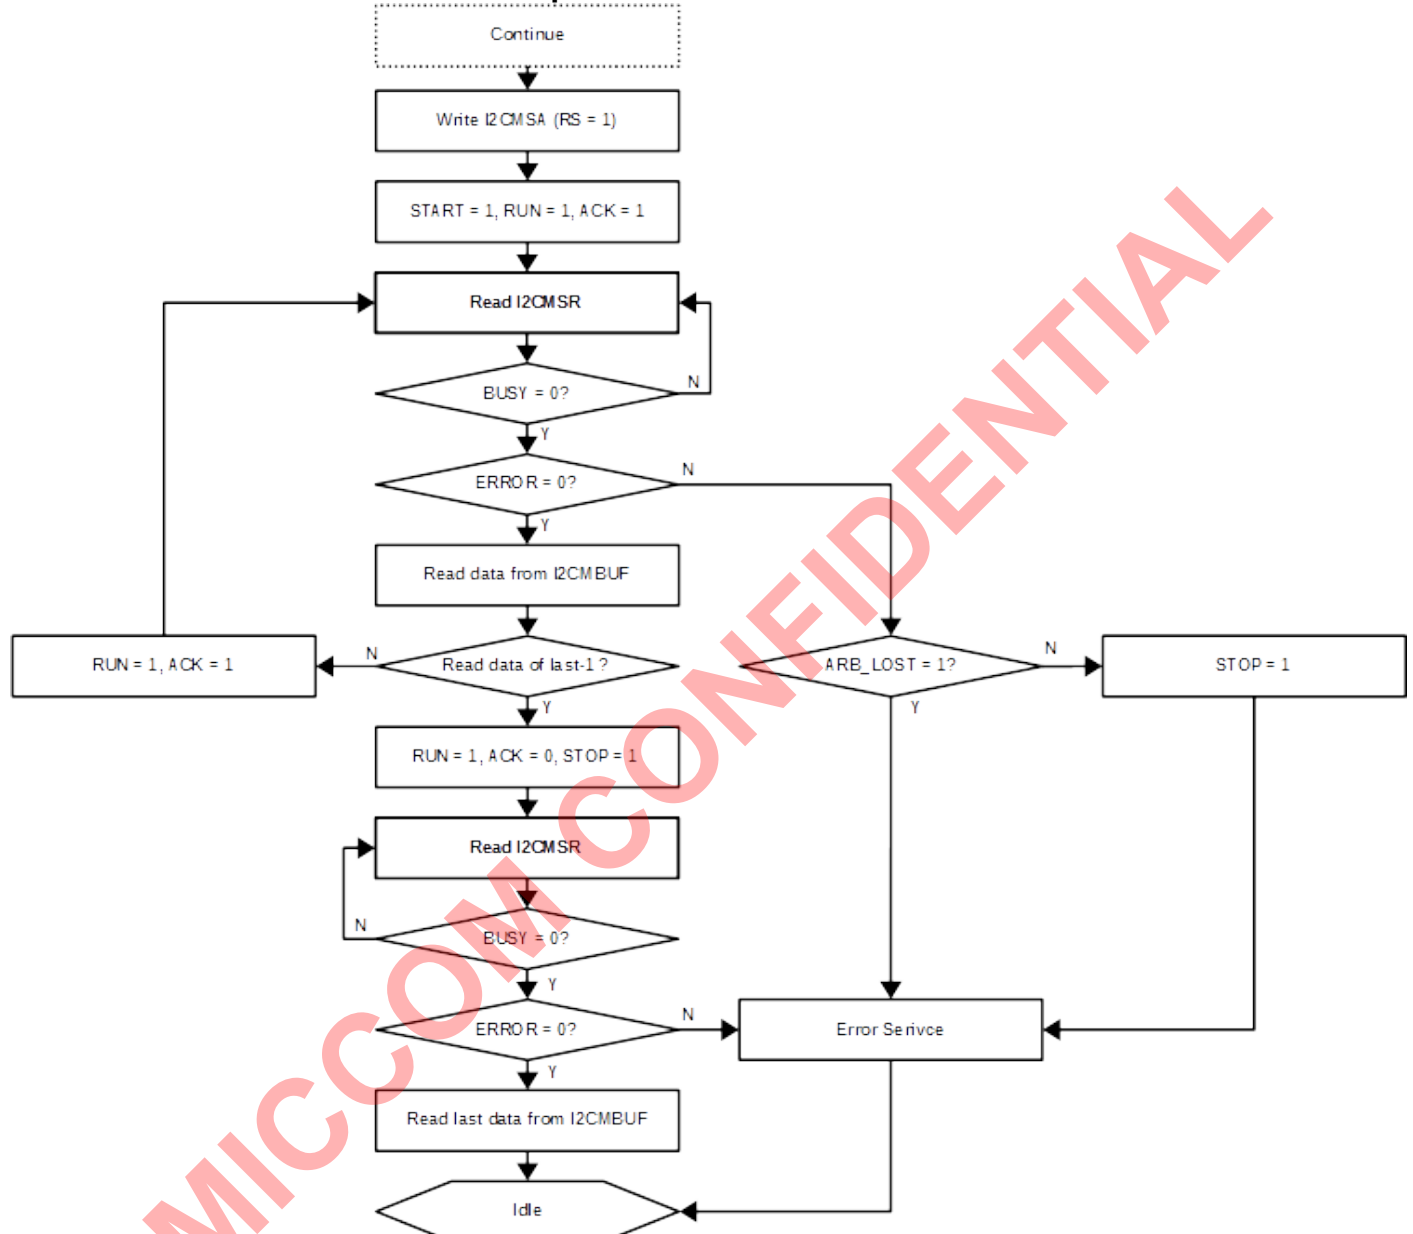 Continue
Write I2CMSA (RS = 1)
START = 1, RUN = 1, ACK = 1
Read I2CMSR
BUSY = 0?
N
Y
ERROR = 0?
N
Y
Read data from I2CMBUF
RUN = 1, ACK = 1
N
Read data of last-1 ?
Y
ARB_LOST = 1?
N
Y
STOP = 1
RUN = 1, ACK = 0, STOP = 1
Read I2CMSR
BUSY = 0?
N
Y
ERROR = 0?
N
Y
Error Serivce
Read last data from I2CMBUF
Idle
MICCOM CONFIDENTIAL